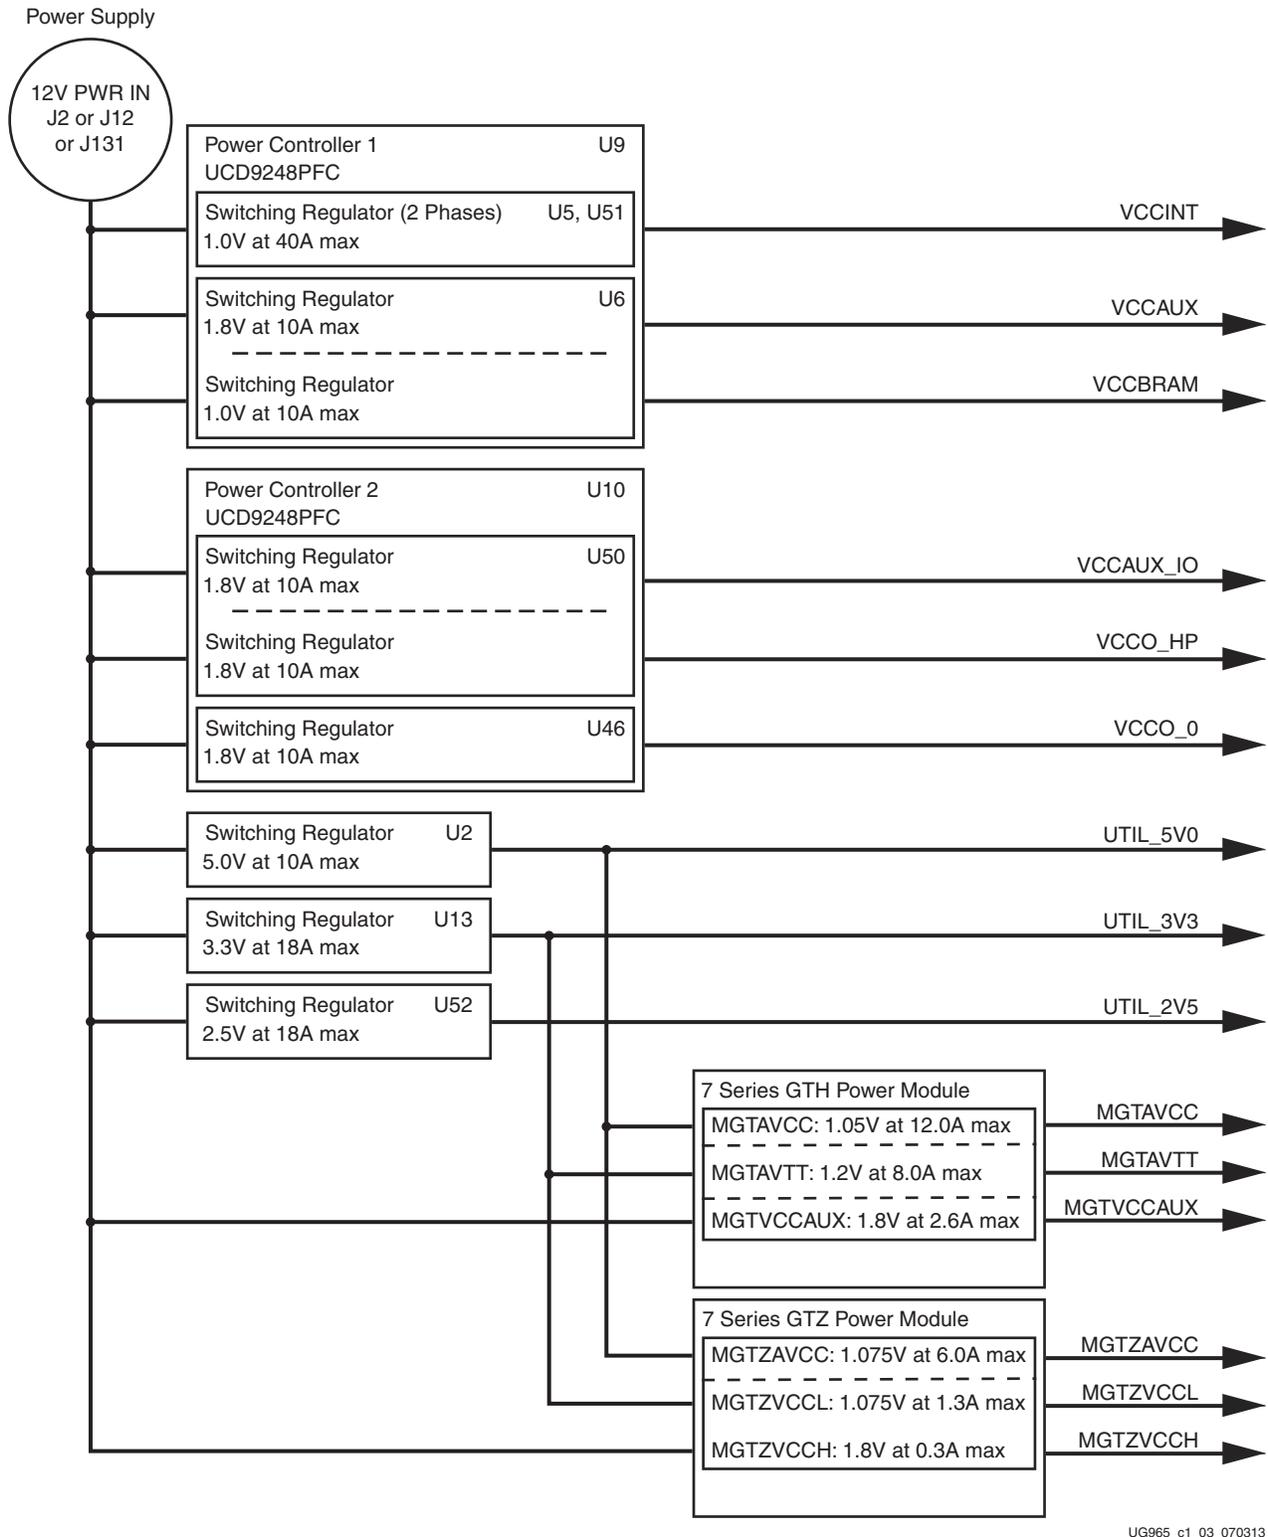 Power Supply
12V PWR IN
J2 or J12
or J131
Power Controller 1 U9
UCD9248PFC
Switching Regulator (2 Phases) U5, U51
1.0V at 40A max
VCCINT
Switching Regulator U6
1.8V at 10A max
VCCAUX
Switching Regulator
1.0V at 10A max
VCCBRAM
Power Controller 2 U10
UCD9248PFC
Switching Regulator U50
1.8V at 10A max
VCCAUX_IO
Switching Regulator
1.8V at 10A max
VCCO_HP
Switching Regulator U46
1.8V at 10A max
VCCO_0
Switching Regulator U2
5.0V at 10A max
UTIL_5V0
Switching Regulator U13
3.3V at 18A max
UTIL_3V3
Switching Regulator U52
2.5V at 18A max
UTIL_2V5
7 Series GTH Power Module
MGTAVCC: 1.05V at 12.0A max
MGTAVCC
MGTAVTT: 1.2V at 8.0A max
MGTAVTT
MGTVCCAUX: 1.8V at 2.6A max
MGTVCCAUX
7 Series GTZ Power Module
MGTZAVCC: 1.075V at 6.0A max
MGTZAVCC
MGTZVCCL: 1.075V at 1.3A max
MGTZVCCL
MGTZVCCH: 1.8V at 0.3A max
MGTZVCCH
UG965_c1_03_070313